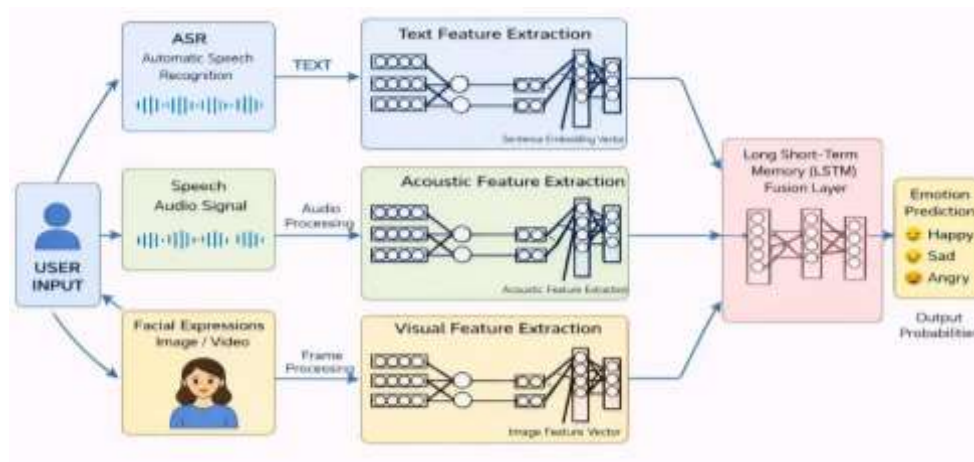 ASR
Automatic Speech
Recognition
TEXT
Text Feature Extraction
Sentence Embedding Vector
USER
INPUT
Speech
Audio Signal
Audio
Processing
Acoustic Feature Extraction
Acoustic Feature Extraction
Facial Expressions
Image / Video
Frame
Processing
Visual Feature Extraction
Image Feature Vector
Long Short-Term
Memory (LSTM)
Fusion Layer
Emotion
Prediction
Happy
Sad
Angry
Output
Probabilities